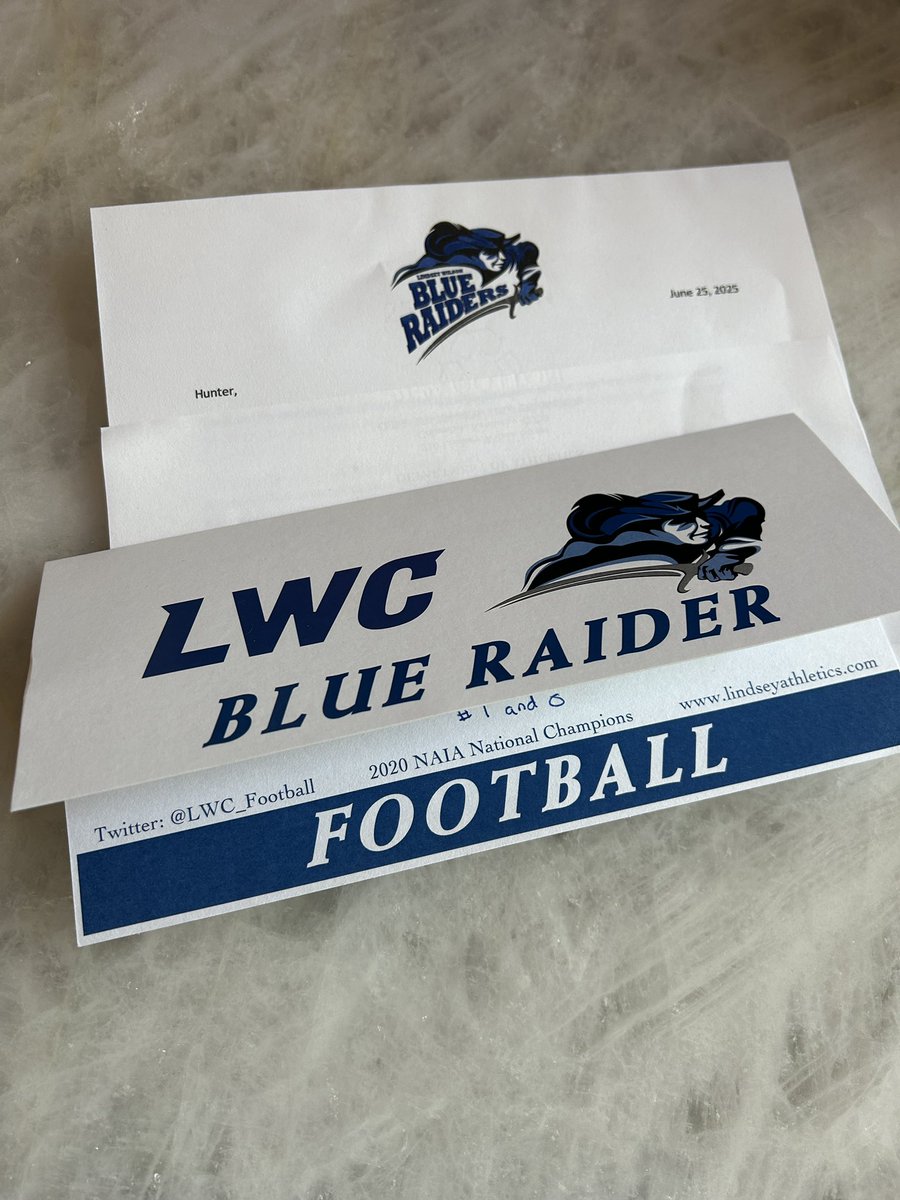 LINDSEY WILSON
BLUE
RAIDERS
June 25, 2025
Hunter,
LWC
BLUE RAIDER
# 1 and 0
Twitter: @LWC_Football
2020 NAIA National Champions
www.lindseyathletics.com
FOOTBALL